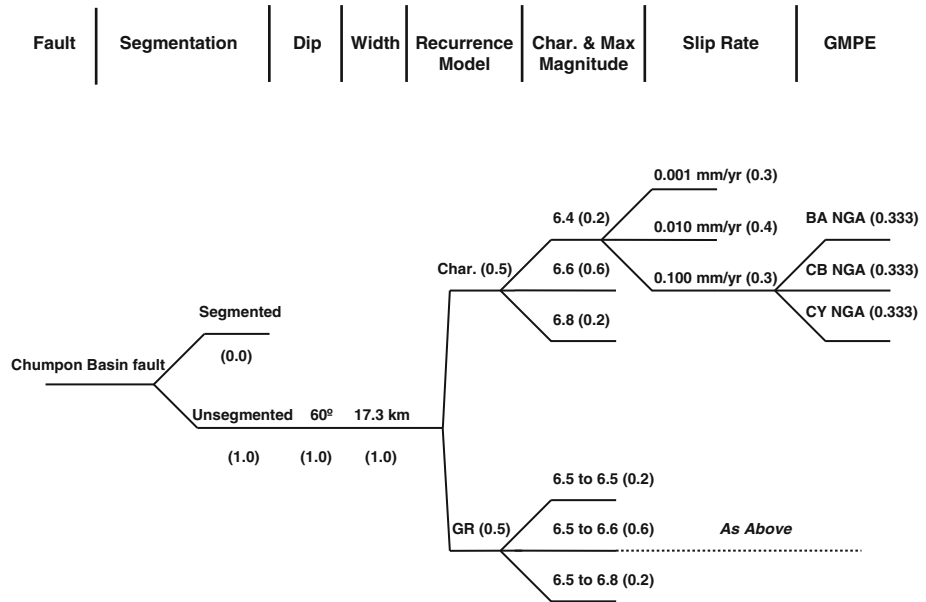 Fault
Segmentation
Dip
Width
Recurrence
Model
Char. & Max
Magnitude
Slip Rate
GMPE
0.001 mm/yr (0.3)
6.4 (0.2)
0.010 mm/yr (0.4)
BA NGA (0.333)
Char. (0.5)
6.6 (0.6)
0.100 mm/yr (0.3)
CB NGA (0.333)
6.8 (0.2)
CY NGA (0.333)
Segmented
(0.0)
Chumpon Basin fault
Unsegmented
60º
17.3 km
(1.0)
(1.0)
(1.0)
6.5 to 6.5 (0.2)
GR (0.5)
6.5 to 6.6 (0.6)
As Above
6.5 to 6.8 (0.2)